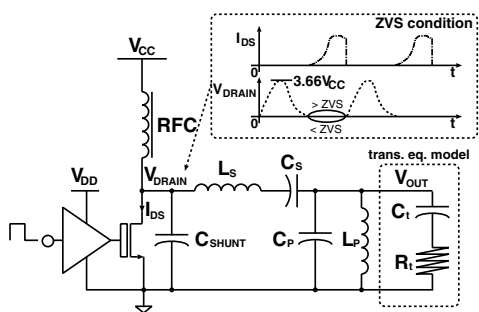 ZVS condition
I_DS
0
t
V_DRAIN
3.66V_CC
> ZVS
< ZVS
0
t
V_CC
RFC
trans. eq. model
V_DRAIN
L_S
C_S
V_OUT
V_DD
I_DS
C_SHUNT
C_P
L_P
C_t
R_t